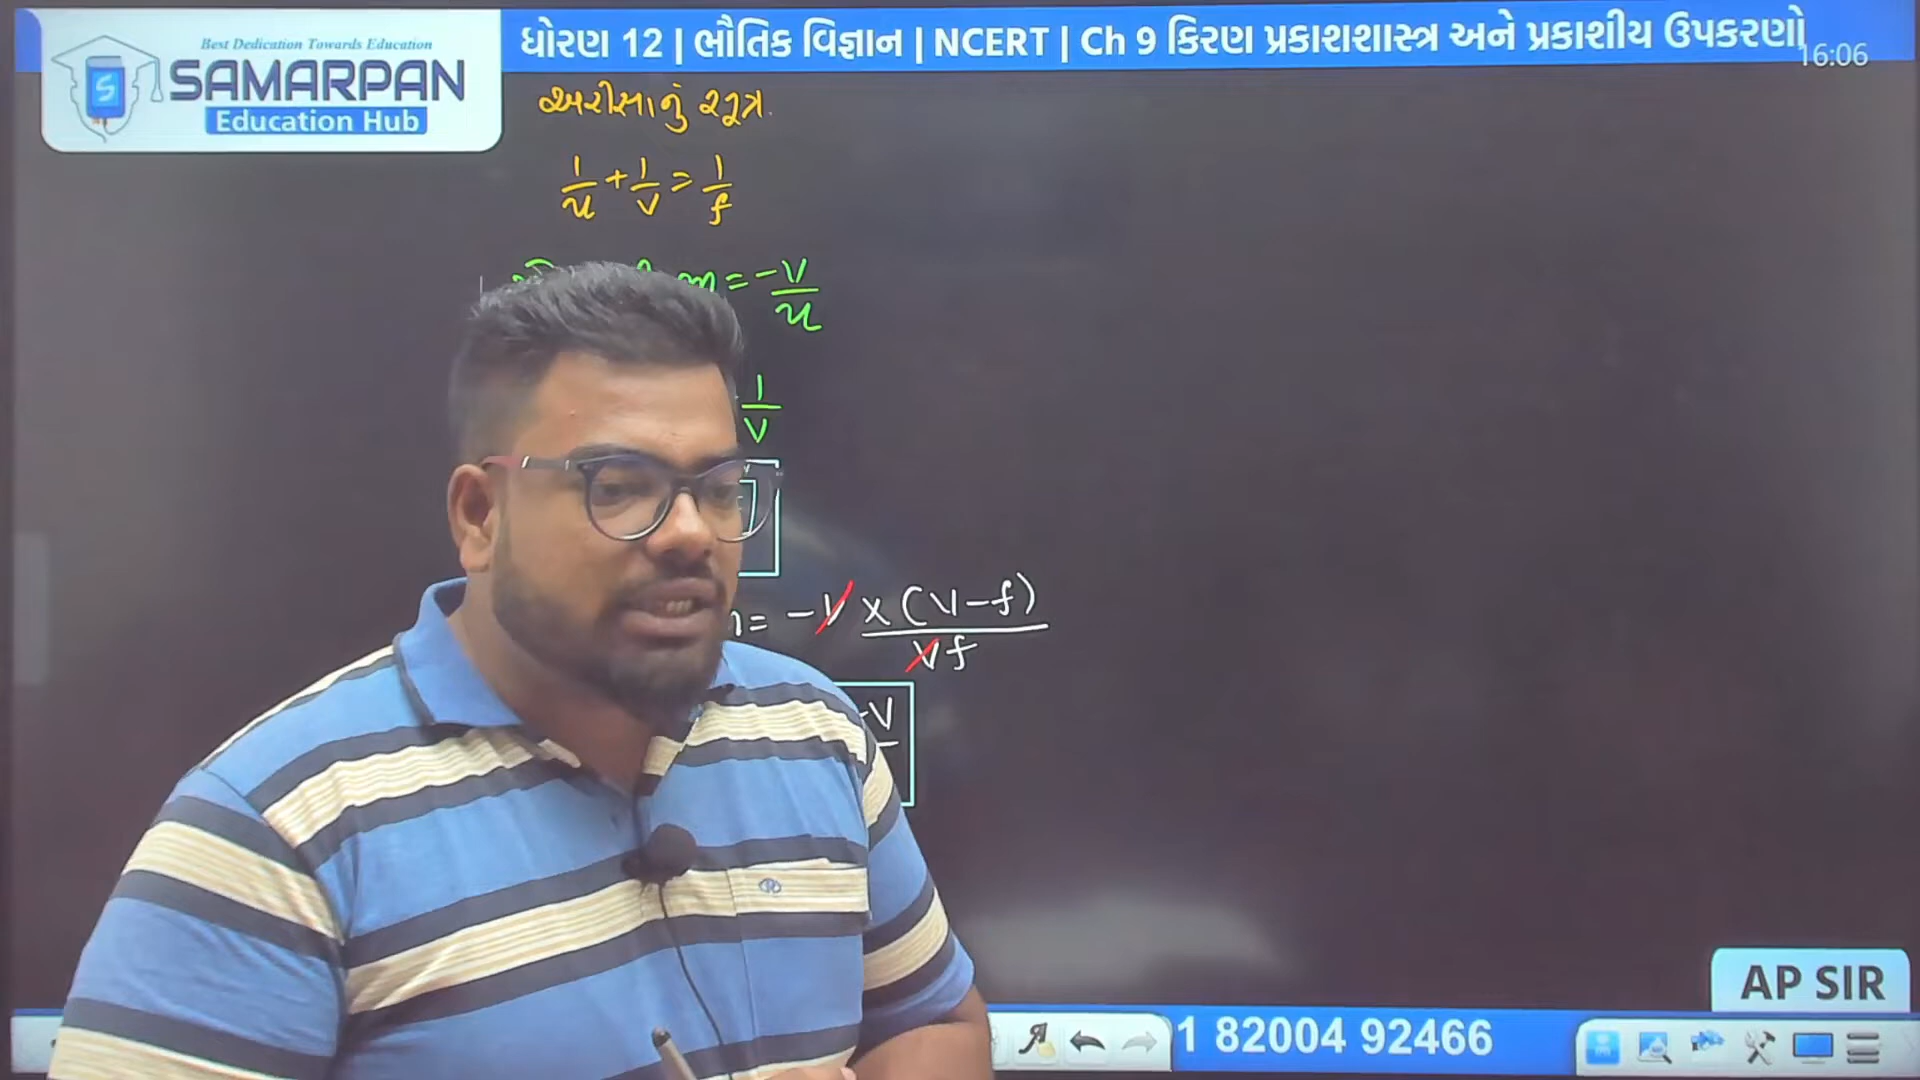 Best Dedication Towards Education
SAMARPAN
Education Hub
ધોરણ 12 | ભૌતિક વિજ્ઞાન | NCERT | Ch 9 કિરણ પ્રકાશશાસ્ત્ર અને પ્રકાશીય ઉપકરણો
16:06
અરીસાનું સૂત્ર.
1/u + 1/v = 1/f
m = -v/u
1/v
= -v × (v-f)/vf
-v
AP SIR
1 82004 92466